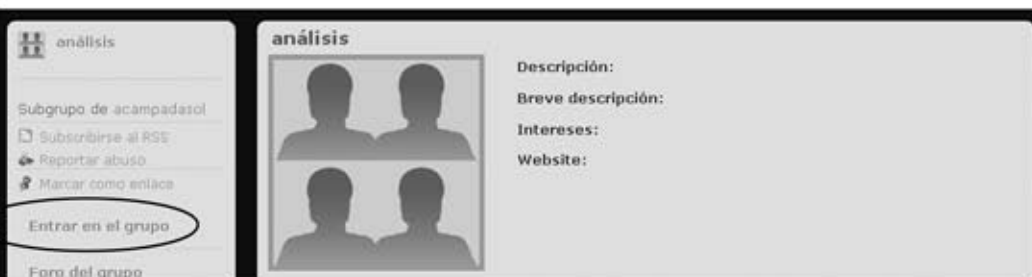 análisis
Subgrupo de acampadasol
Subscribirse al RSS
Reportar abuso
Marcar como enlace
Entrar en el grupo
Foro del grupo
análisis
Descripción:
Breve descripción:
Intereses:
Website: